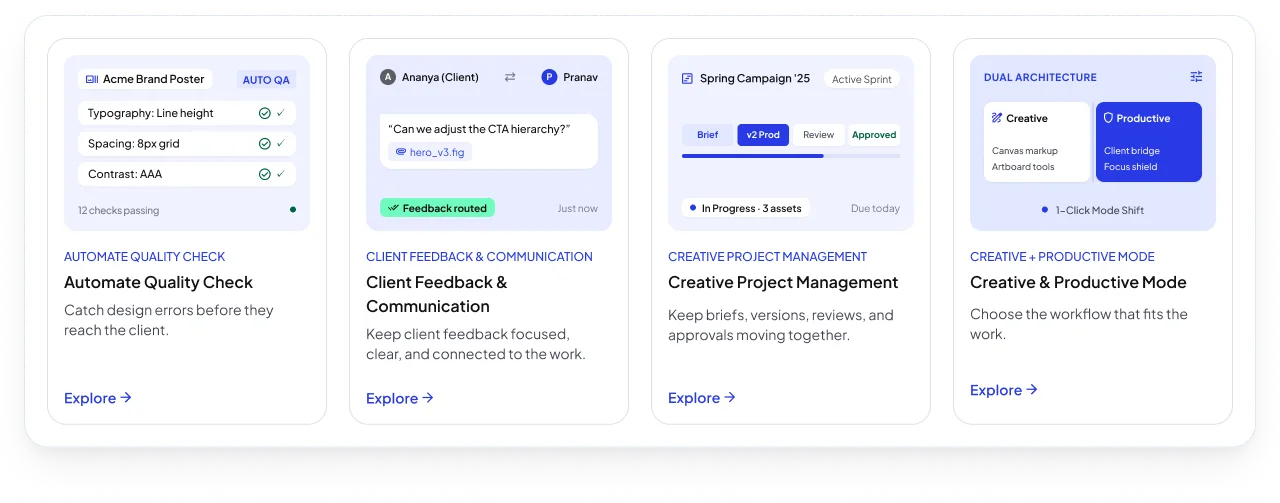 Acme Brand Poster
AUTO QA
Typography: Line height
Spacing: 8px grid
Contrast: AAA
12 checks passing
AUTOMATE QUALITY CHECK
Automate Quality Check
Catch design errors before they
reach the client.
Explore →
A Ananya (Client)
P Pranav
“Can we adjust the CTA hierarchy?”
hero_v3.fig
Feedback routed
Just now
CLIENT FEEDBACK & COMMUNICATION
Client Feedback &
Communication
Keep client feedback focused,
clear, and connected to the work.
Explore →
Spring Campaign '25
Active Sprint
Brief
v2 Prod
Review
Approved
In Progress · 3 assets
Due today
CREATIVE PROJECT MANAGEMENT
Creative Project Management
Keep briefs, versions, reviews, and
approvals moving together.
Explore →
DUAL ARCHITECTURE
Creative
Canvas markup
Artboard tools
Productive
Client bridge
Focus shield
1-Click Mode Shift
CREATIVE + PRODUCTIVE MODE
Creative & Productive Mode
Choose the workflow that fits the
work.
Explore →